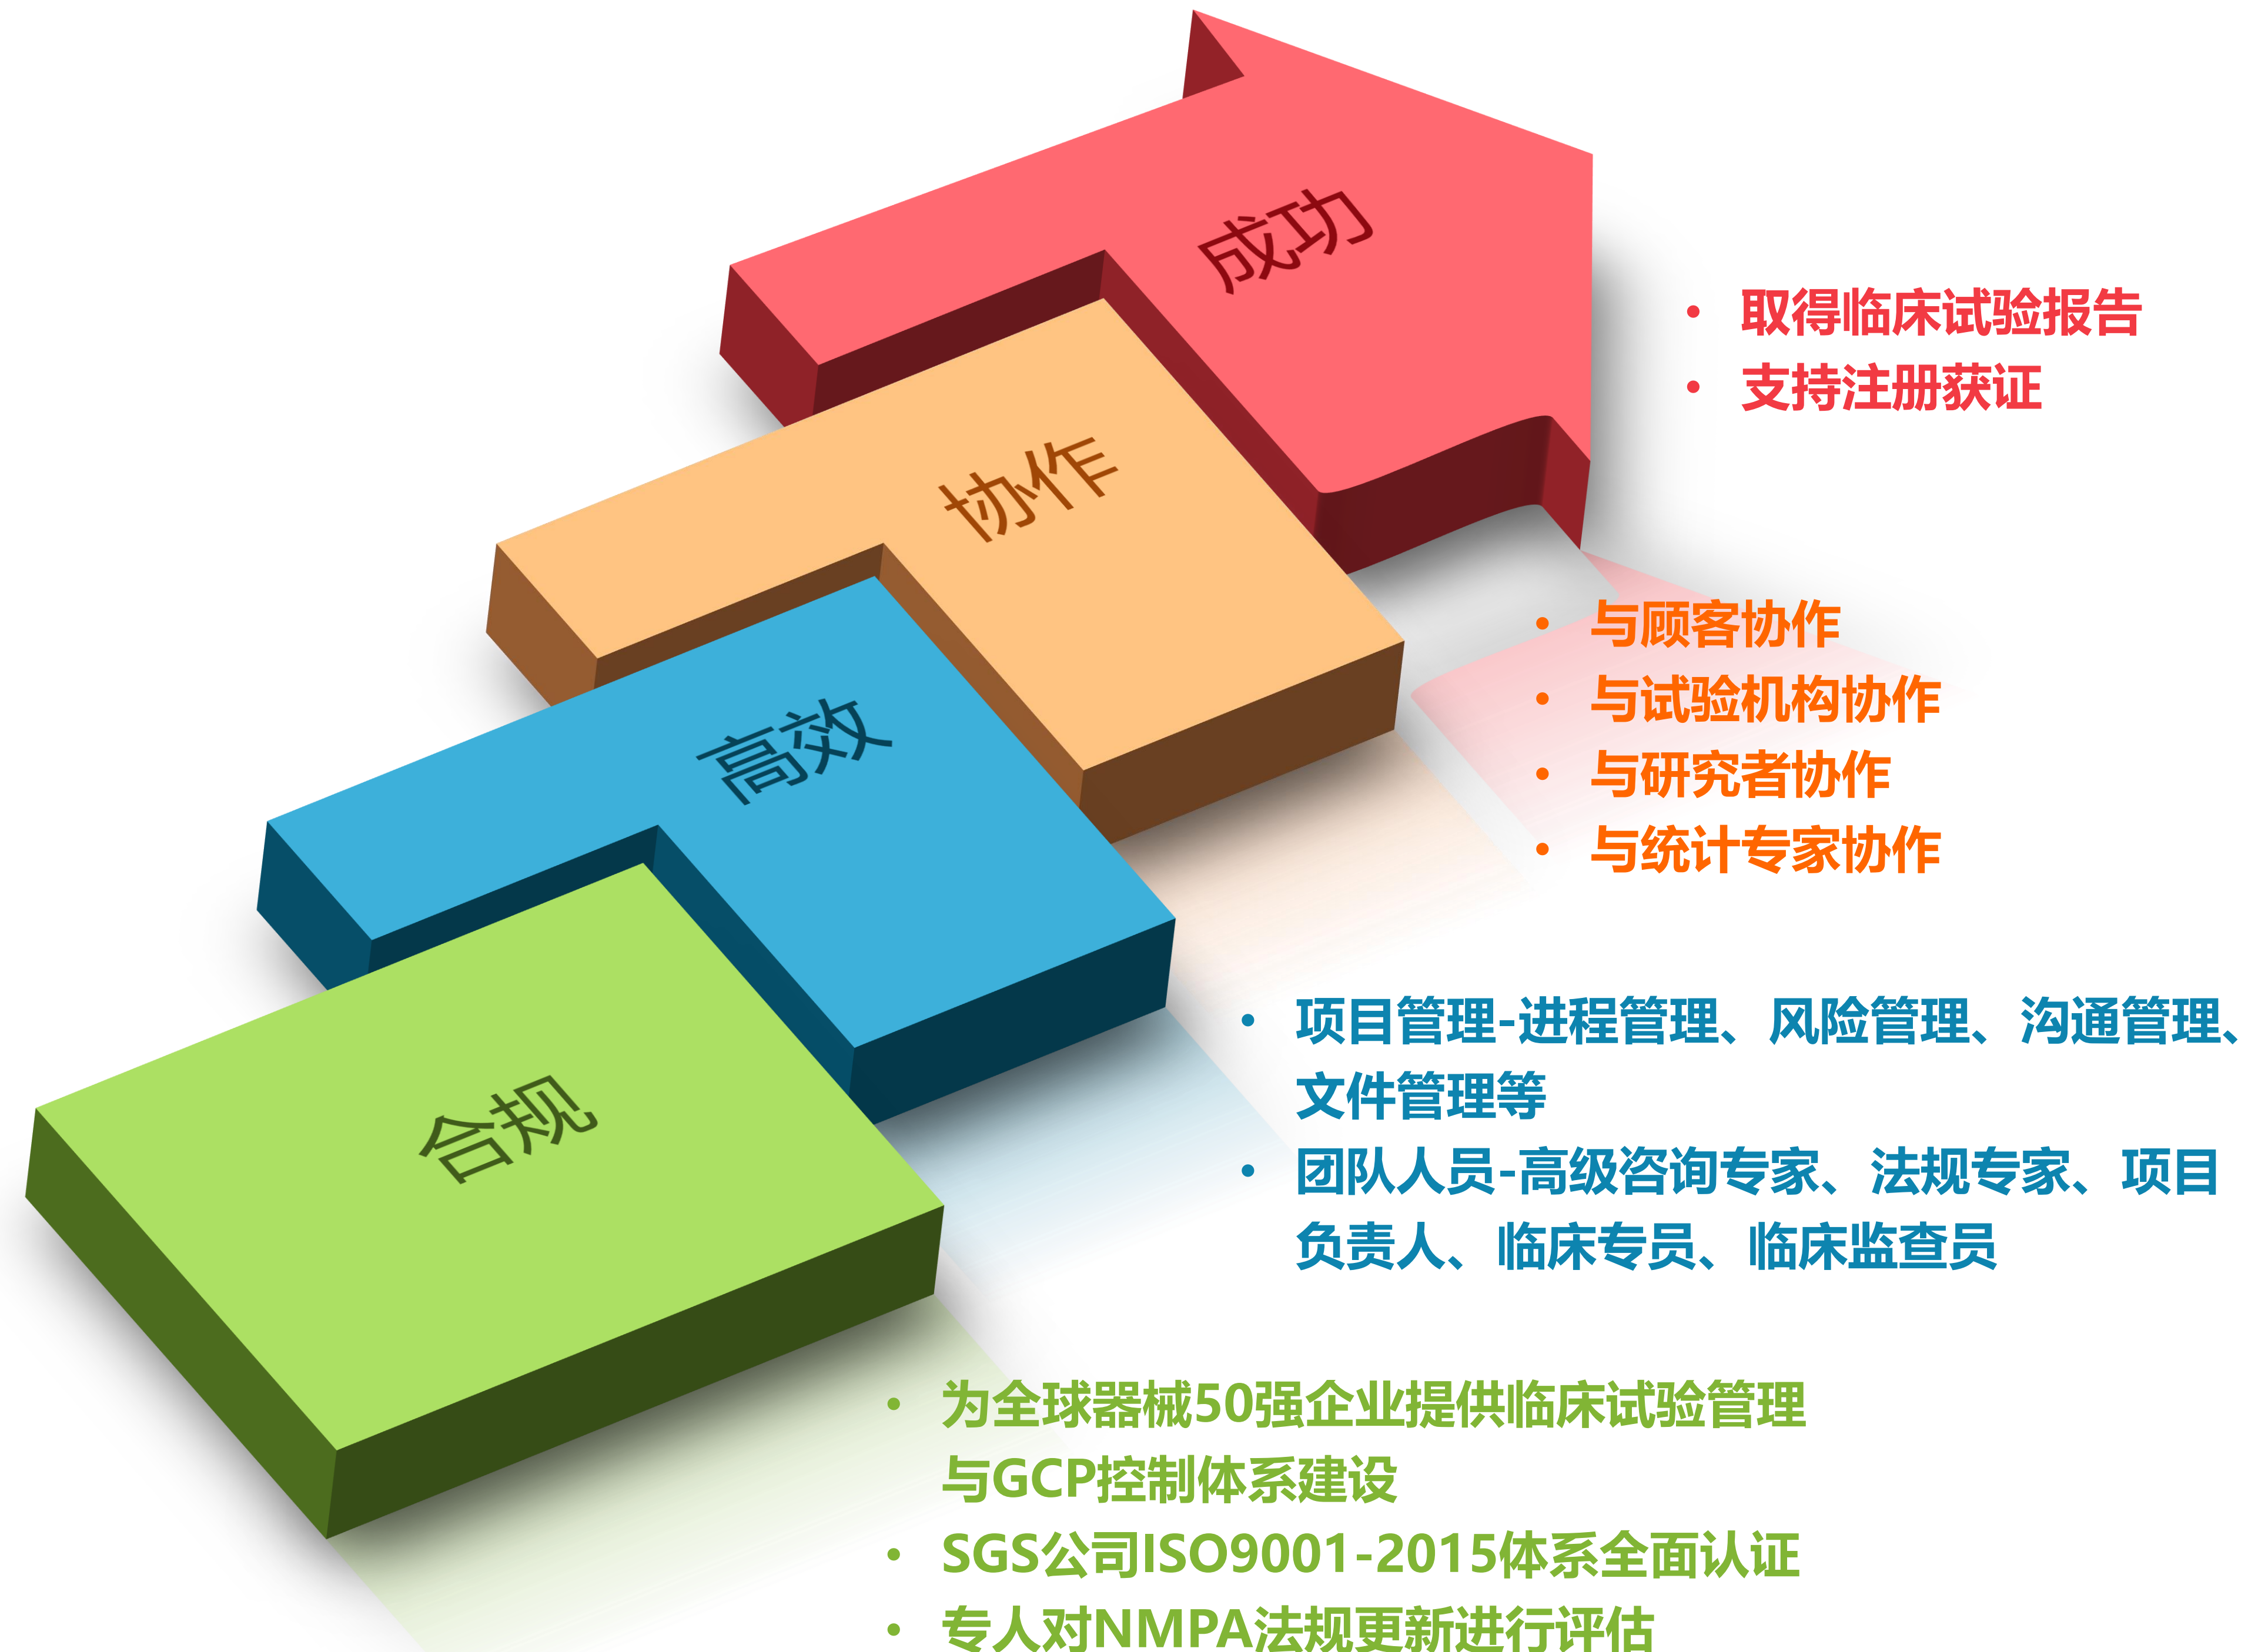 成功
• 取得临床试验报告
• 支持注册获证
协作
• 与顾客协作
• 与试验机构协作
• 与研究者协作
• 与统计专家协作
高效
• 项目管理-进程管理、风险管理、沟通管理、
文件管理等
• 团队人员-高级咨询专家、法规专家、项目
负责人、临床专员、临床监查员
合规
• 为全球器械50强企业提供临床试验管理
与GCP控制体系建设
• SGS公司ISO9001-2015体系全面认证
• 专人对NMPA法规更新进行评估